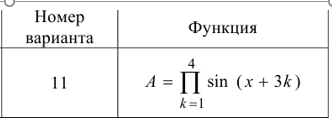 Номер варианта
Функция
11
A = ∏_{k=1}^{4} sin (x + 3k)